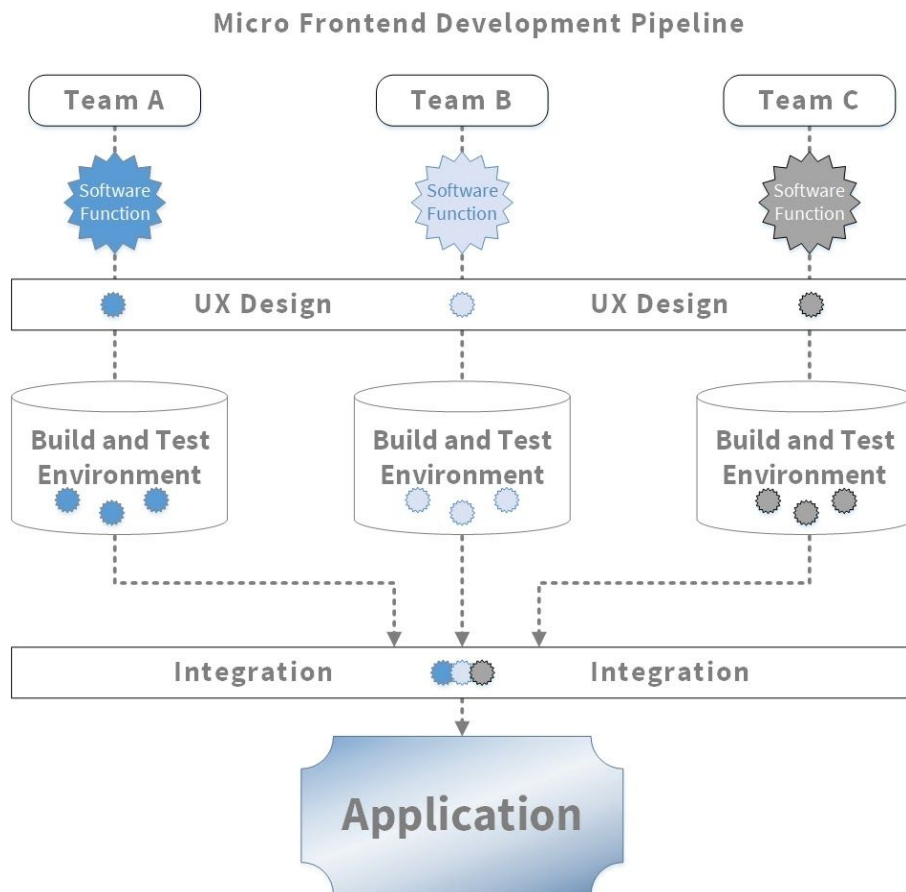 Micro Frontend Development Pipeline
Team A
Team B
Team C
Software
Function
Software
Function
Software
Function
UX Design
UX Design
Build and Test
Environment
Build and Test
Environment
Build and Test
Environment
Integration
Integration
Application